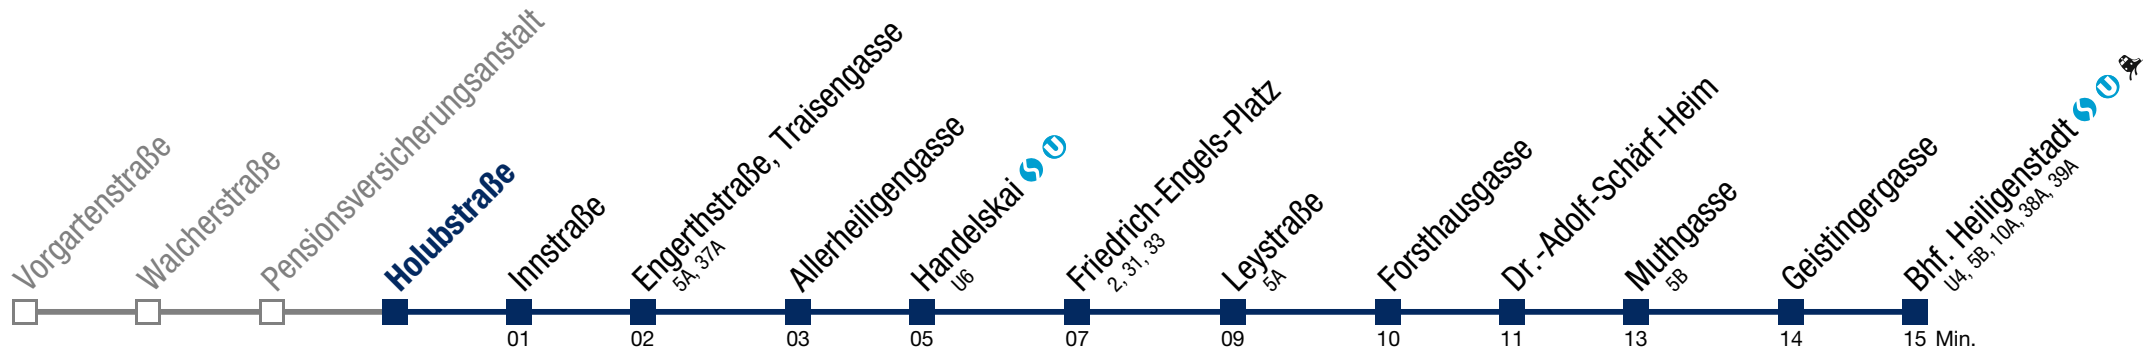 Vorgartenstraße
Walcherstraße
Pensionsversicherungsanstalt
Holubstraße
Innstraße
01
Engerthstraße, Traisengasse
5A, 37A
02
Allerheiligengasse
03
Handelskai S U
U6
05
Friedrich-Engels-Platz
2, 31, 33
07
Leystraße
5A
09
Forsthausgasse
10
Dr.-Adolf-Schärf-Heim
11
Muthgasse
5B
13
Geistingergasse
14
Bhf. Heiligenstadt S U
U4, 5B, 10A, 38A, 39A
15 Min.